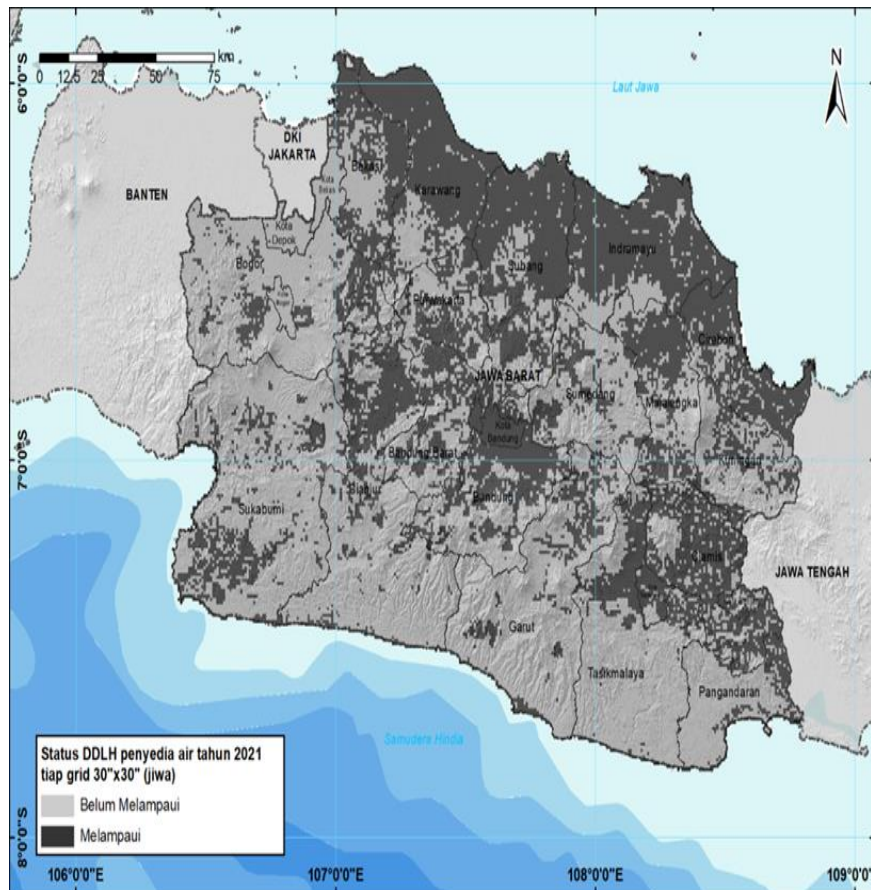 km
0 12.5 25 50 75
N
6°0'0"S
Laut Jawa
DKI
JAKARTA
BANTEN
Bekasi
Kota
Bekasi
Karawang
Kota
Depok
Bogor
Subang
Indramayu
Purwakarta
Cirebon
JAWA BARAT
Sumedang
Majalengka
Kota
Bandung
7°0'0"S
Bandung Barat
Kuningan
Cianjur
Bandung
Sukabumi
Ciamis
JAWA TENGAH
Garut
Tasikmalaya
Pangandaran
Samudera Hindia
Status DDLH penyedia air tahun 2021
tiap grid 30"x30" (jiwa)
Belum Melampaui
Melampaui
8°0'0"S
106°0'0"E
107°0'0"E
108°0'0"E
109°0'0"E